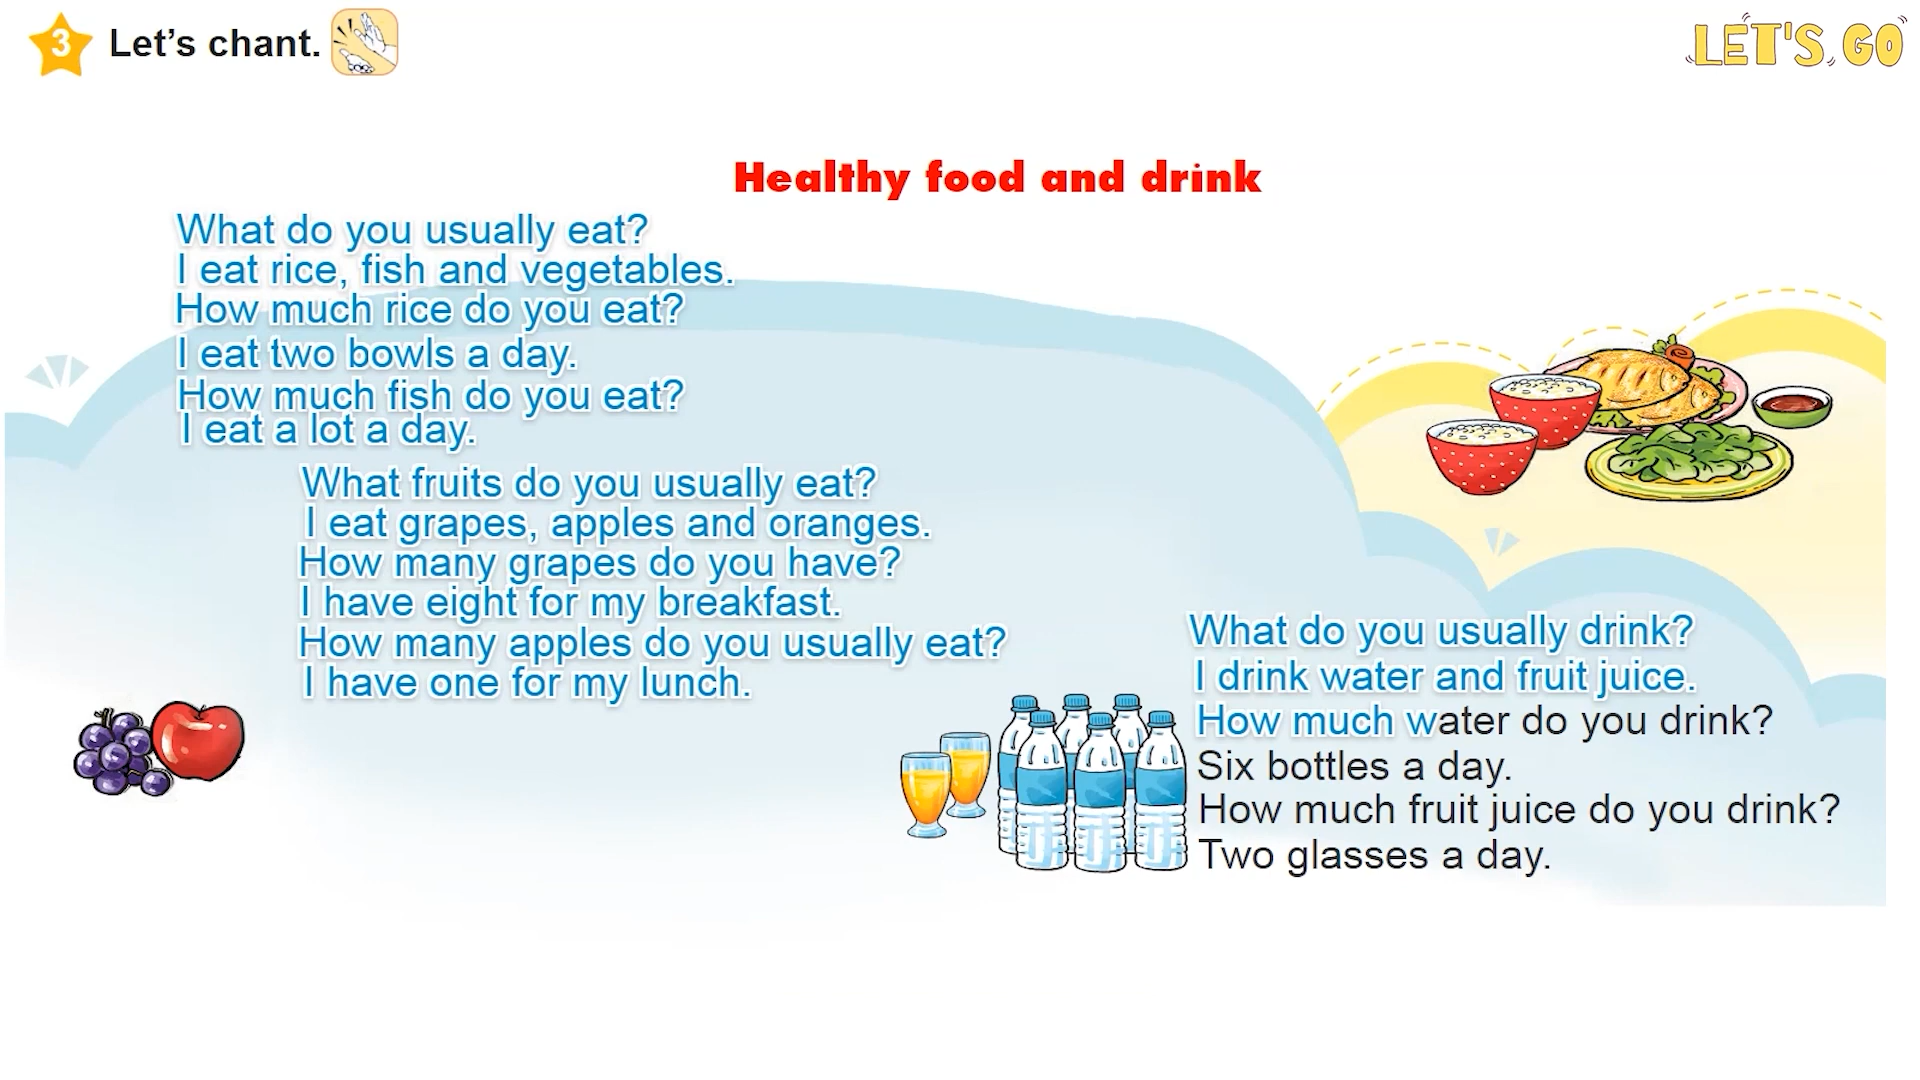 3 Let's chant.
LET'S GO
Healthy food and drink
What do you usually eat?
I eat rice, fish and vegetables.
How much rice do you eat?
I eat two bowls a day.
How much fish do you eat?
I eat a lot a day.
What fruits do you usually eat?
I eat grapes, apples and oranges.
How many grapes do you have?
I have eight for my breakfast.
How many apples do you usually eat?
I have one for my lunch.
What do you usually drink?
I drink water and fruit juice.
How much water do you drink?
Six bottles a day.
How much fruit juice do you drink?
Two glasses a day.